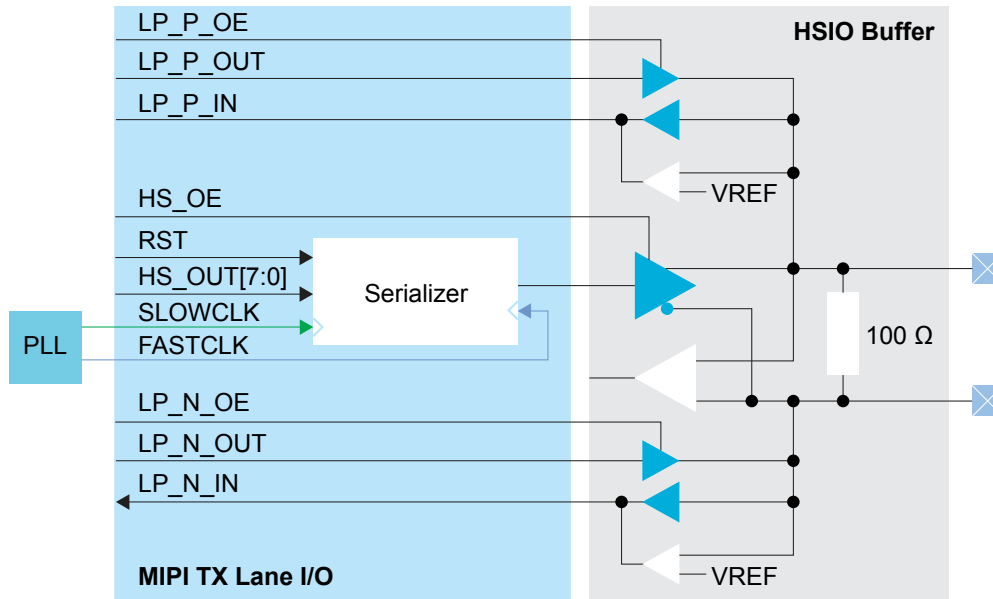 LP_P_OE
HSIO Buffer
LP_P_OUT
LP_P_IN
VREF
HS_OE
RST
HS_OUT[7:0]
Serializer
SLOWCLK
PLL
FASTCLK
100 Ω
LP_N_OE
LP_N_OUT
LP_N_IN
MIPI TX Lane I/O
VREF